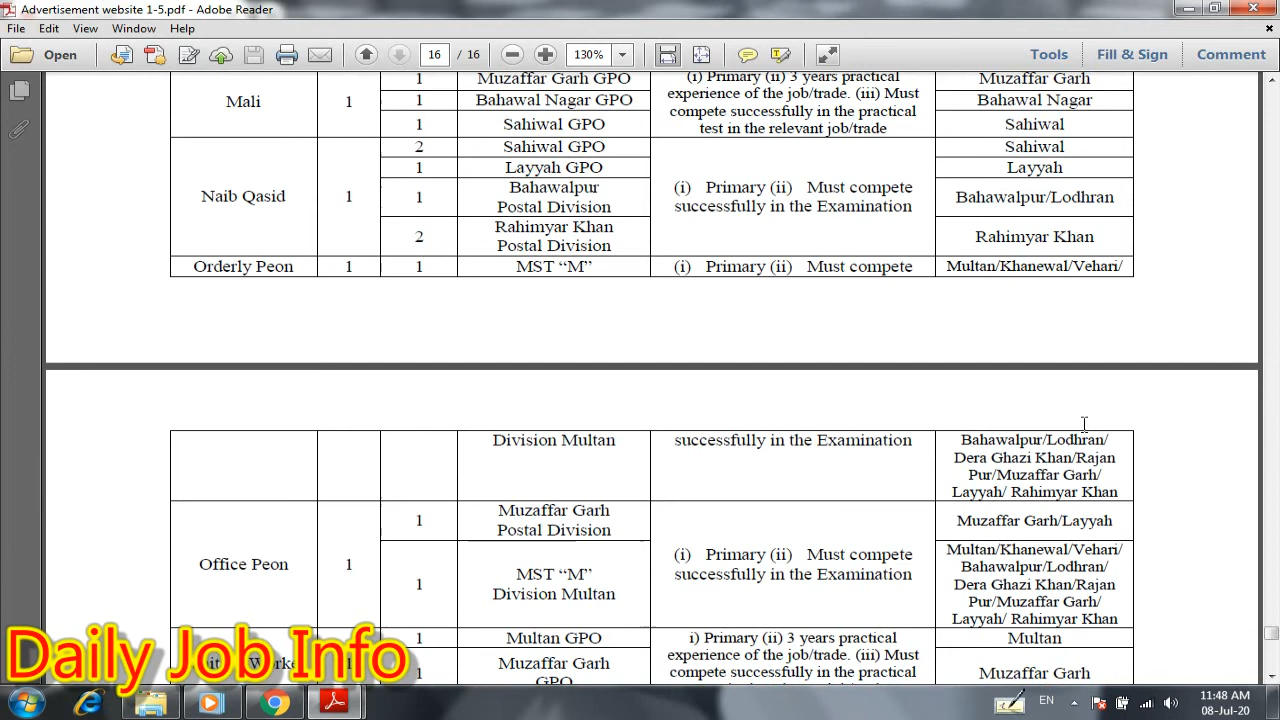 Advertisement website 1-5.pdf - Adobe Reader
File Edit View Window Help
Open 16 / 16 130% Tools Fill & Sign Comment
Mali 1
1 Muzaffar Garh GPO
1 Bahawal Nagar GPO
1 Sahiwal GPO
(i) Primary (ii) 3 years practical
experience of the job/trade. (iii) Must
compete successfully in the practical
test in the relevant job/trade
Muzaffar Garh
Bahawal Nagar
Sahiwal
Naib Qasid 1
2 Sahiwal GPO
1 Layyah GPO
1 Bahawalpur
Postal Division
2 Rahimyar Khan
Postal Division
(i) Primary (ii) Must compete
successfully in the Examination
Sahiwal
Layyah
Bahawalpur/Lodhran
Rahimyar Khan
Orderly Peon 1 1 MST “M” (i) Primary (ii) Must compete Multan/Khanewal/Vehari/
Division Multan successfully in the Examination Bahawalpur/Lodhran/
Dera Ghazi Khan/Rajan
Pur/Muzaffar Garh/
Layyah/ Rahimyar Khan
Office Peon 1
1 Muzaffar Garh
Postal Division
1 MST “M”
Division Multan
(i) Primary (ii) Must compete
successfully in the Examination
Muzaffar Garh/Layyah
Multan/Khanewal/Vehari/
Bahawalpur/Lodhran/
Dera Ghazi Khan/Rajan
Pur/Muzaffar Garh/
Layyah/ Rahimyar Khan
1 Multan GPO
1 Muzaffar Garh
GPO
i) Primary (ii) 3 years practical
experience of the job/trade. (iii) Must
compete successfully in the practical
Multan
Muzaffar Garh
Daily Job Info
EN
11:48 AM
08-Jul-20